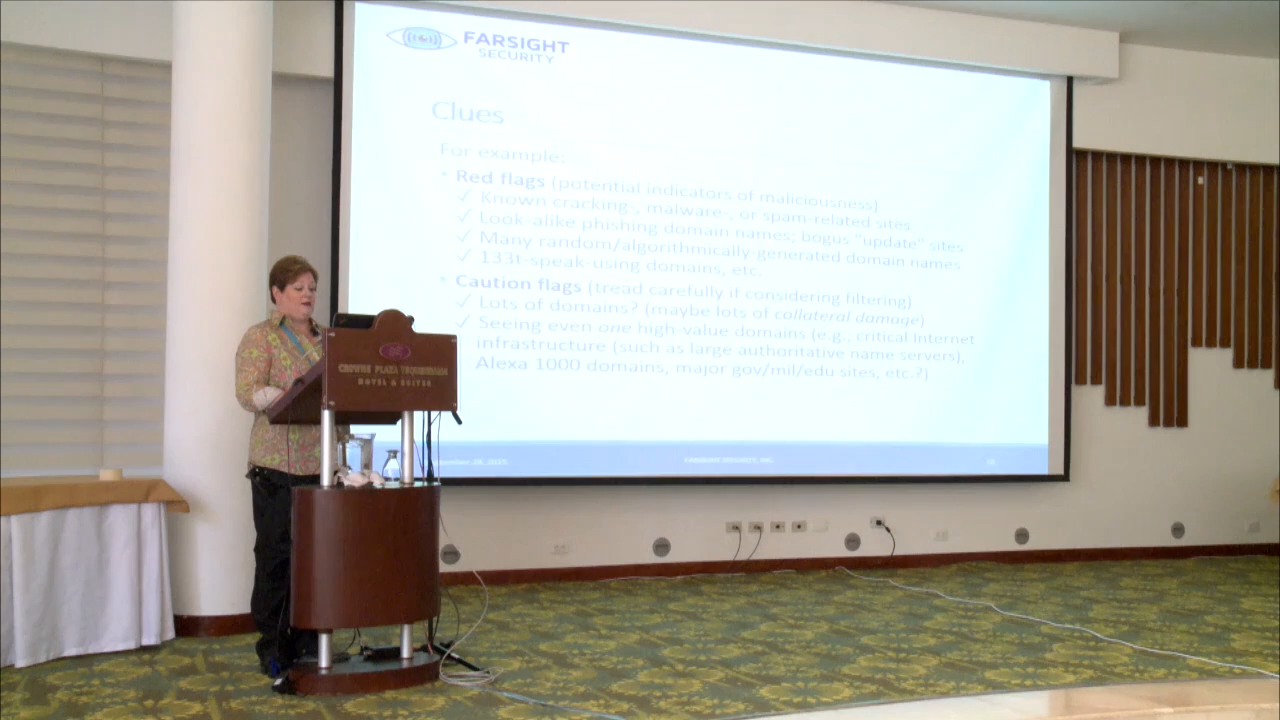 FARSIGHT
SECURITY
Clues
For example:
• Red flags (potential indicators of maliciousness)
✓ Known cracking-, malware-, or spam-related sites
✓ Look-alike phishing domain names; bogus "update" sites
✓ Many random/algorithmically-generated domain names
✓ 133t-speak-using domains, etc.
• Caution flags (tread carefully if considering filtering)
✓ Lots of domains? (maybe lots of collateral damage)
✓ Seeing even one high-value domains (e.g., critical Internet
infrastructure (such as large authoritative name servers),
Alexa 1000 domains, major gov/mil/edu sites, etc.?)
FARSIGHT SECURITY, INC.
CROWNE PLAZA TEQUENDAMA
HOTEL & SUITES